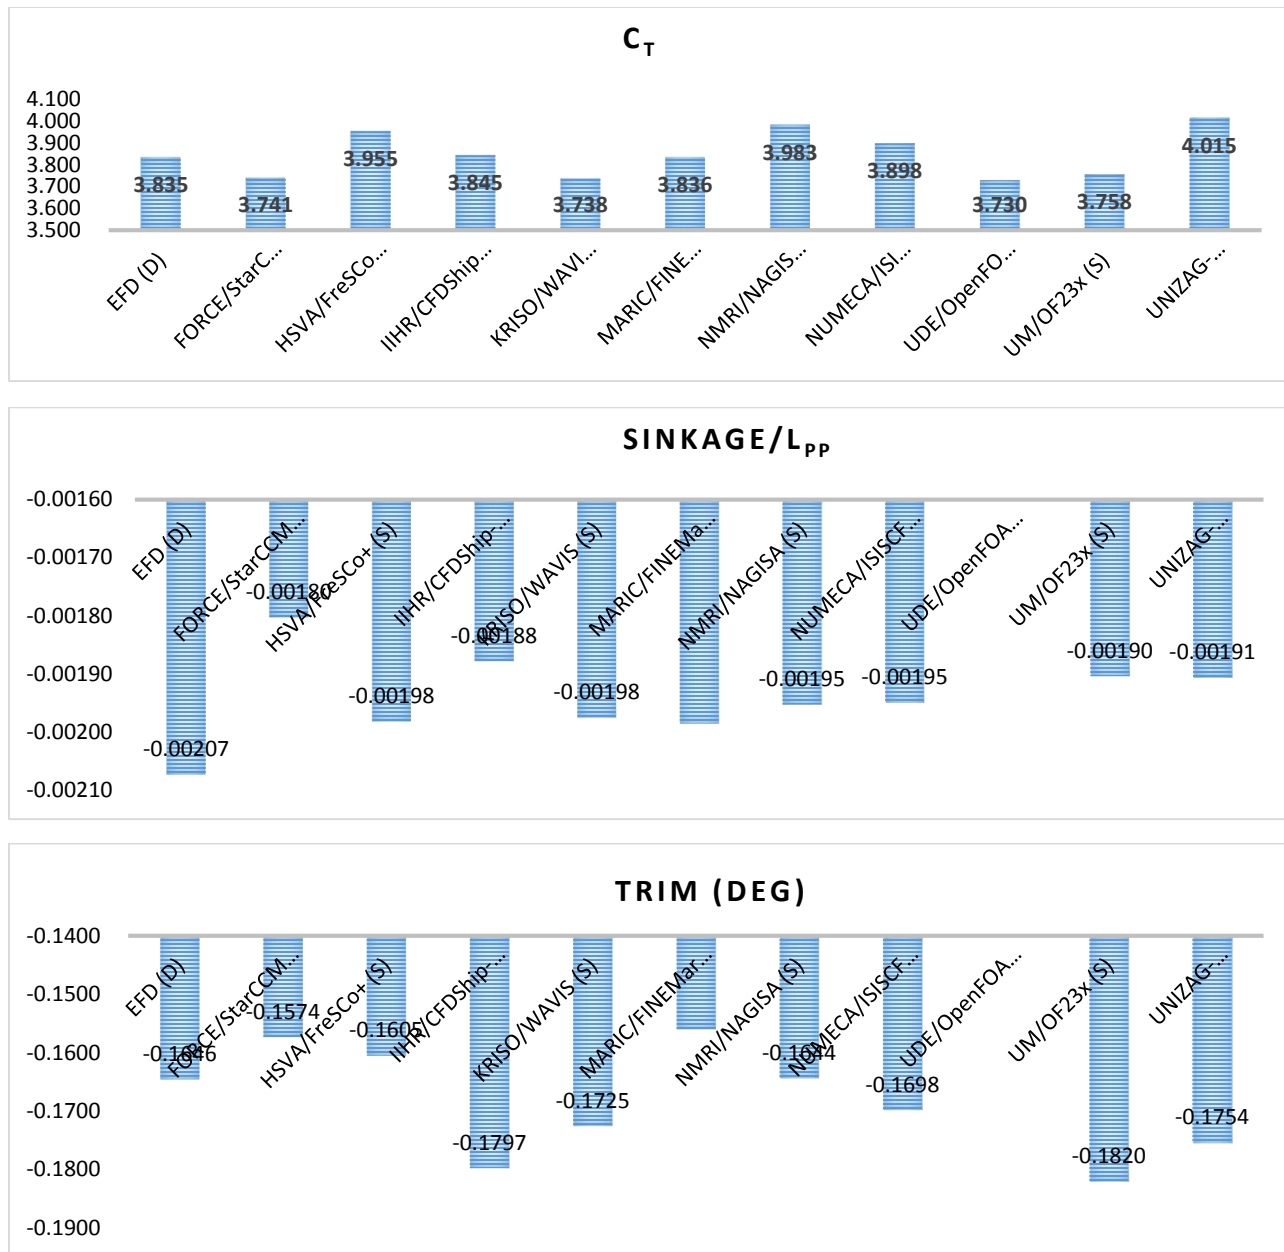 C_T
4.100
4.000
3.900
3.800
3.700
3.600
3.500
3.835
3.741
3.955
3.845
3.738
3.836
3.983
3.898
3.730
3.758
4.015
EFD (D)
FORCE/StarC...
HSVA/FreSCo...
IIHR/CFDShip...
KRISO/WAVI...
MARIC/FINE...
NMRI/NAGIS...
NUMECA/ISI...
UDE/OpenFO...
UM/OF23x (S)
UNIZAG-...
SINKAGE/L_PP
-0.00160
-0.00170
-0.00180
-0.00190
-0.00200
-0.00210
EFD (D)
FORCE/StarCCM...
HSVA/FreSCo+ (S)
IIHR/CFDShip-...
KRISO/WAVIS (S)
MARIC/FINEMa...
NMRI/NAGISA (S)
NUMECA/ISISCF...
UDE/OpenFOA...
UM/OF23x (S)
UNIZAG-...
-0.00207
-0.00180
-0.00198
-0.00188
-0.00198
-0.00195
-0.00195
-0.00190
-0.00191
TRIM (DEG)
-0.1400
-0.1500
-0.1600
-0.1700
-0.1800
-0.1900
EFD (D)
FORCE/StarCCM...
HSVA/FreSCo+ (S)
IIHR/CFDShip-...
KRISO/WAVIS (S)
MARIC/FINEMar...
NMRI/NAGISA (S)
NUMECA/ISISCF...
UDE/OpenFOA...
UM/OF23x (S)
UNIZAG-...
-0.1646
-0.1574
-0.1605
-0.1797
-0.1725
-0.1644
-0.1698
-0.1820
-0.1754